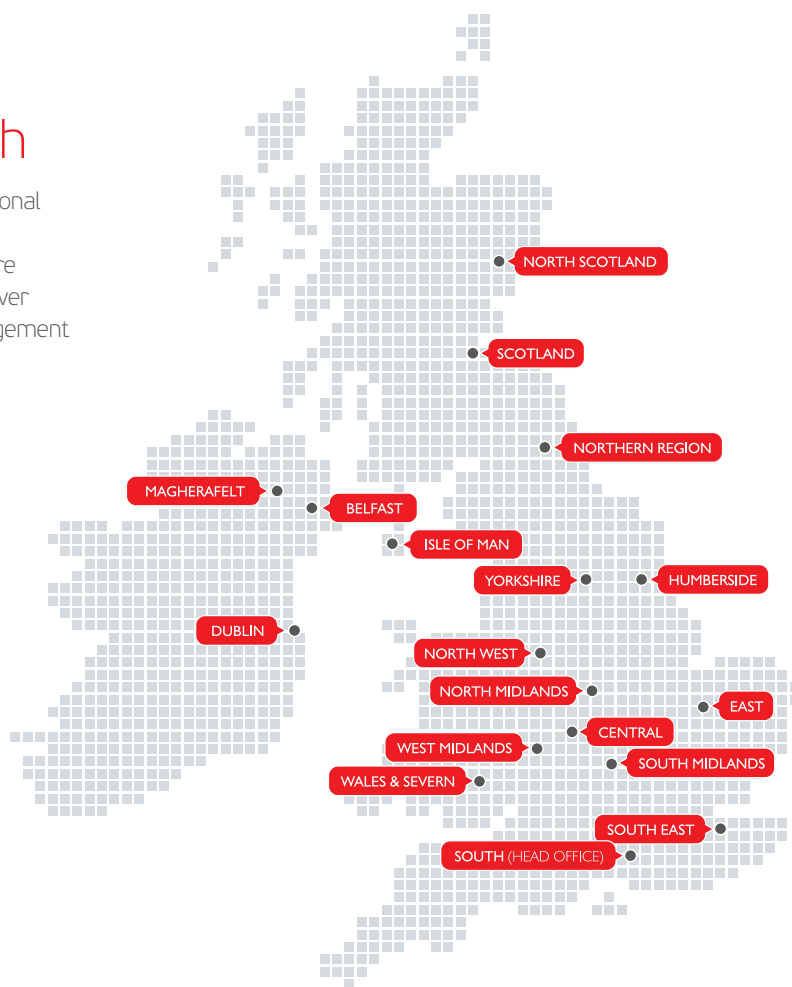 h
onal
re
ver
gement
NORTH SCOTLAND
SCOTLAND
NORTHERN REGION
MAGHERAFELT
BELFAST
ISLE OF MAN
YORKSHIRE
HUMBERSIDE
DUBLIN
NORTH WEST
NORTH MIDLANDS
EAST
CENTRAL
WEST MIDLANDS
SOUTH MIDLANDS
WALES & SEVERN
SOUTH EAST
SOUTH (HEAD OFFICE)